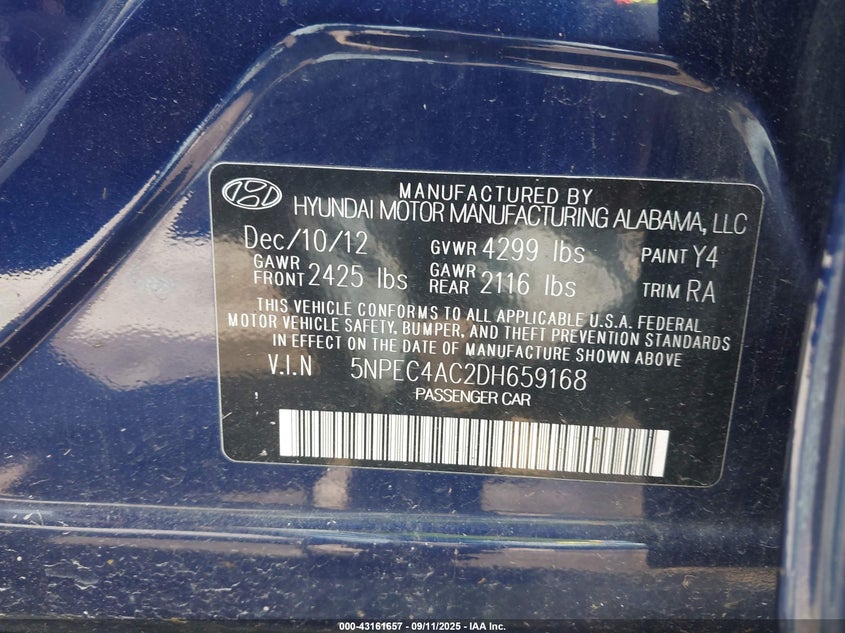 MANUFACTURED BY
HYUNDAI MOTOR MANUFACTURING ALABAMA, LLC
Dec/10/12 GVWR 4299 lbs PAINT Y4
GAWR FRONT 2425 lbs GAWR REAR 2116 lbs TRIM RA
THIS VEHICLE CONFORMS TO ALL APPLICABLE U.S.A. FEDERAL
MOTOR VEHICLE SAFETY, BUMPER, AND THEFT PREVENTION STANDARDS
IN EFFECT ON THE DATE OF MANUFACTURE SHOWN ABOVE
V.I.N 5NPEC4AC2DH659168
PASSENGER CAR
000-43161657 - 09/11/2025 - IAA Inc.